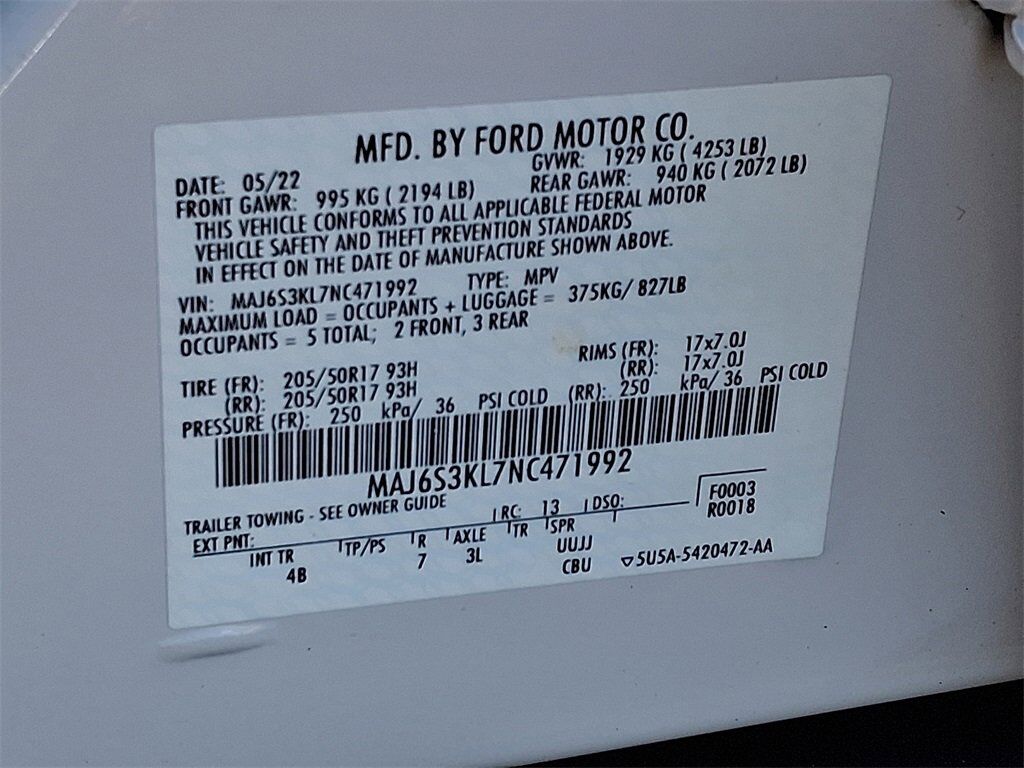 MFD. BY FORD MOTOR CO.
DATE: 05/22 GVWR: 1929 KG ( 4253 LB)
FRONT GAWR: 995 KG ( 2194 LB) REAR GAWR: 940 KG ( 2072 LB)
THIS VEHICLE CONFORMS TO ALL APPLICABLE FEDERAL MOTOR
VEHICLE SAFETY AND THEFT PREVENTION STANDARDS
IN EFFECT ON THE DATE OF MANUFACTURE SHOWN ABOVE.
VIN: MAJ6S3KL7NC471992 TYPE: MPV
MAXIMUM LOAD = OCCUPANTS + LUGGAGE = 375KG/ 827LB
OCCUPANTS = 5 TOTAL; 2 FRONT, 3 REAR
TIRE (FR): 205/50R17 93H RIMS (FR): 17x7.0J
(RR): 205/50R17 93H (RR): 17x7.0J
PRESSURE (FR): 250 kPa/ 36 PSI COLD (RR): 250 kPa/ 36 PSI COLD
MAJ6S3KL7NC471992
TRAILER TOWING - SEE OWNER GUIDE
EXT PNT: RC: 13 DSO: F0003
R0018
INT TR TP/PS R AXLE TR SPR
4B 7 3L UUJJ
CBU 5U5A-5420472-AA